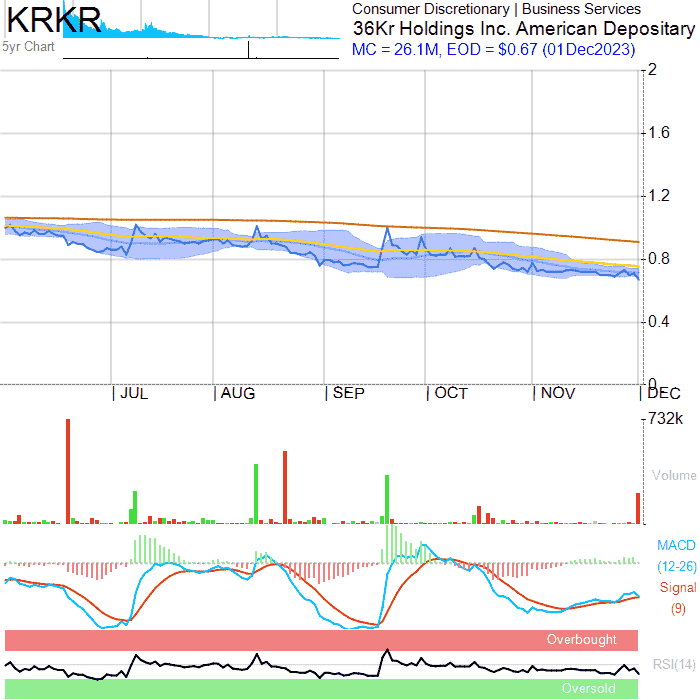 KRKR
5yr Chart
Consumer Discretionary | Business Services
36Kr Holdings Inc. American Depositary
MC = 26.1M, EOD = $0.67 (01Dec2023)
2
1.6
1.2
0.8
0.4
0
JUL
AUG
SEP
OCT
NOV
DEC
732k
Volume
MACD
(12-26)
Signal
(9)
Overbought
RSI(14)
Oversold